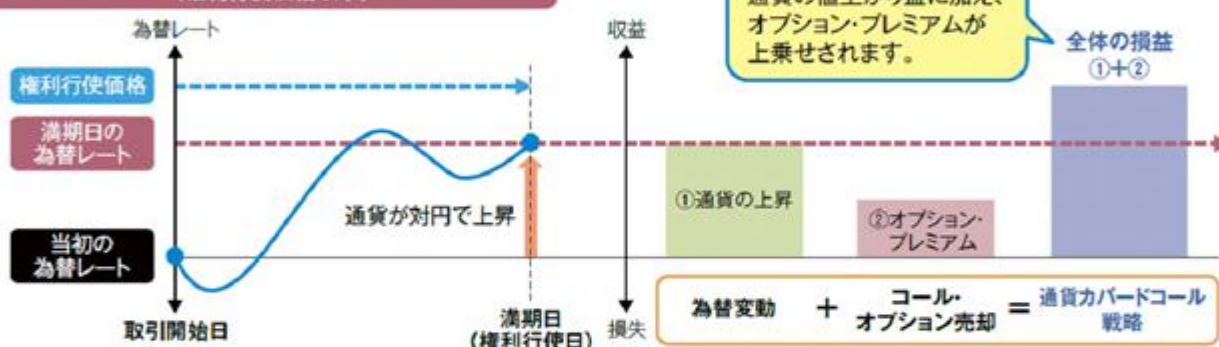 為替レート
権利行使価格
満期日の
為替レート
当初の
為替レート
通貨が対円で上昇
取引開始日
満期日
(権利行使日)
収益
損失
オプション・プレミアムが
上乗せされます。
全体の損益
①+②
①通貨の上昇
②オプション・
プレミアム
為替変動
+
コール・
オプション売却
=
通貨カバードコール
戦略